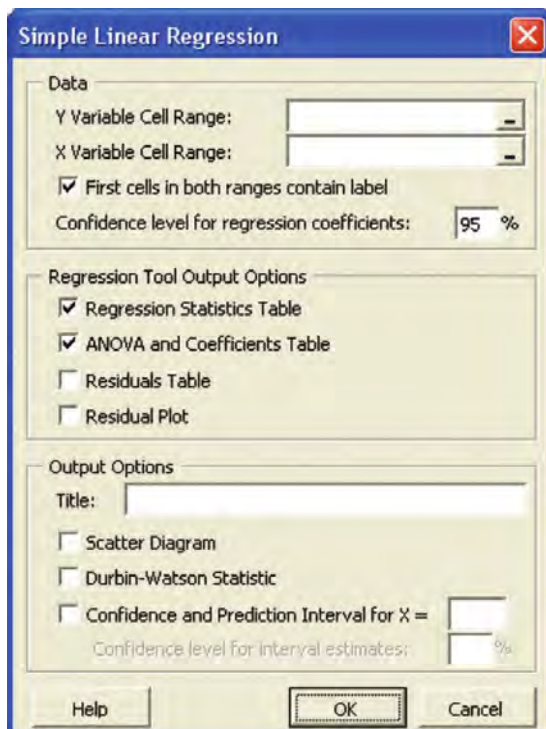 Simple Linear Regression
Data
Y Variable Cell Range:
X Variable Cell Range:
First cells in both ranges contain label
Confidence level for regression coefficients: 95 %
Regression Tool Output Options
Regression Statistics Table
ANOVA and Coefficients Table
Residuals Table
Residual Plot
Output Options
Title:
Scatter Diagram
Durbin-Watson Statistic
Confidence and Prediction Interval for X =
Confidence level for interval estimates: %
Help OK Cancel